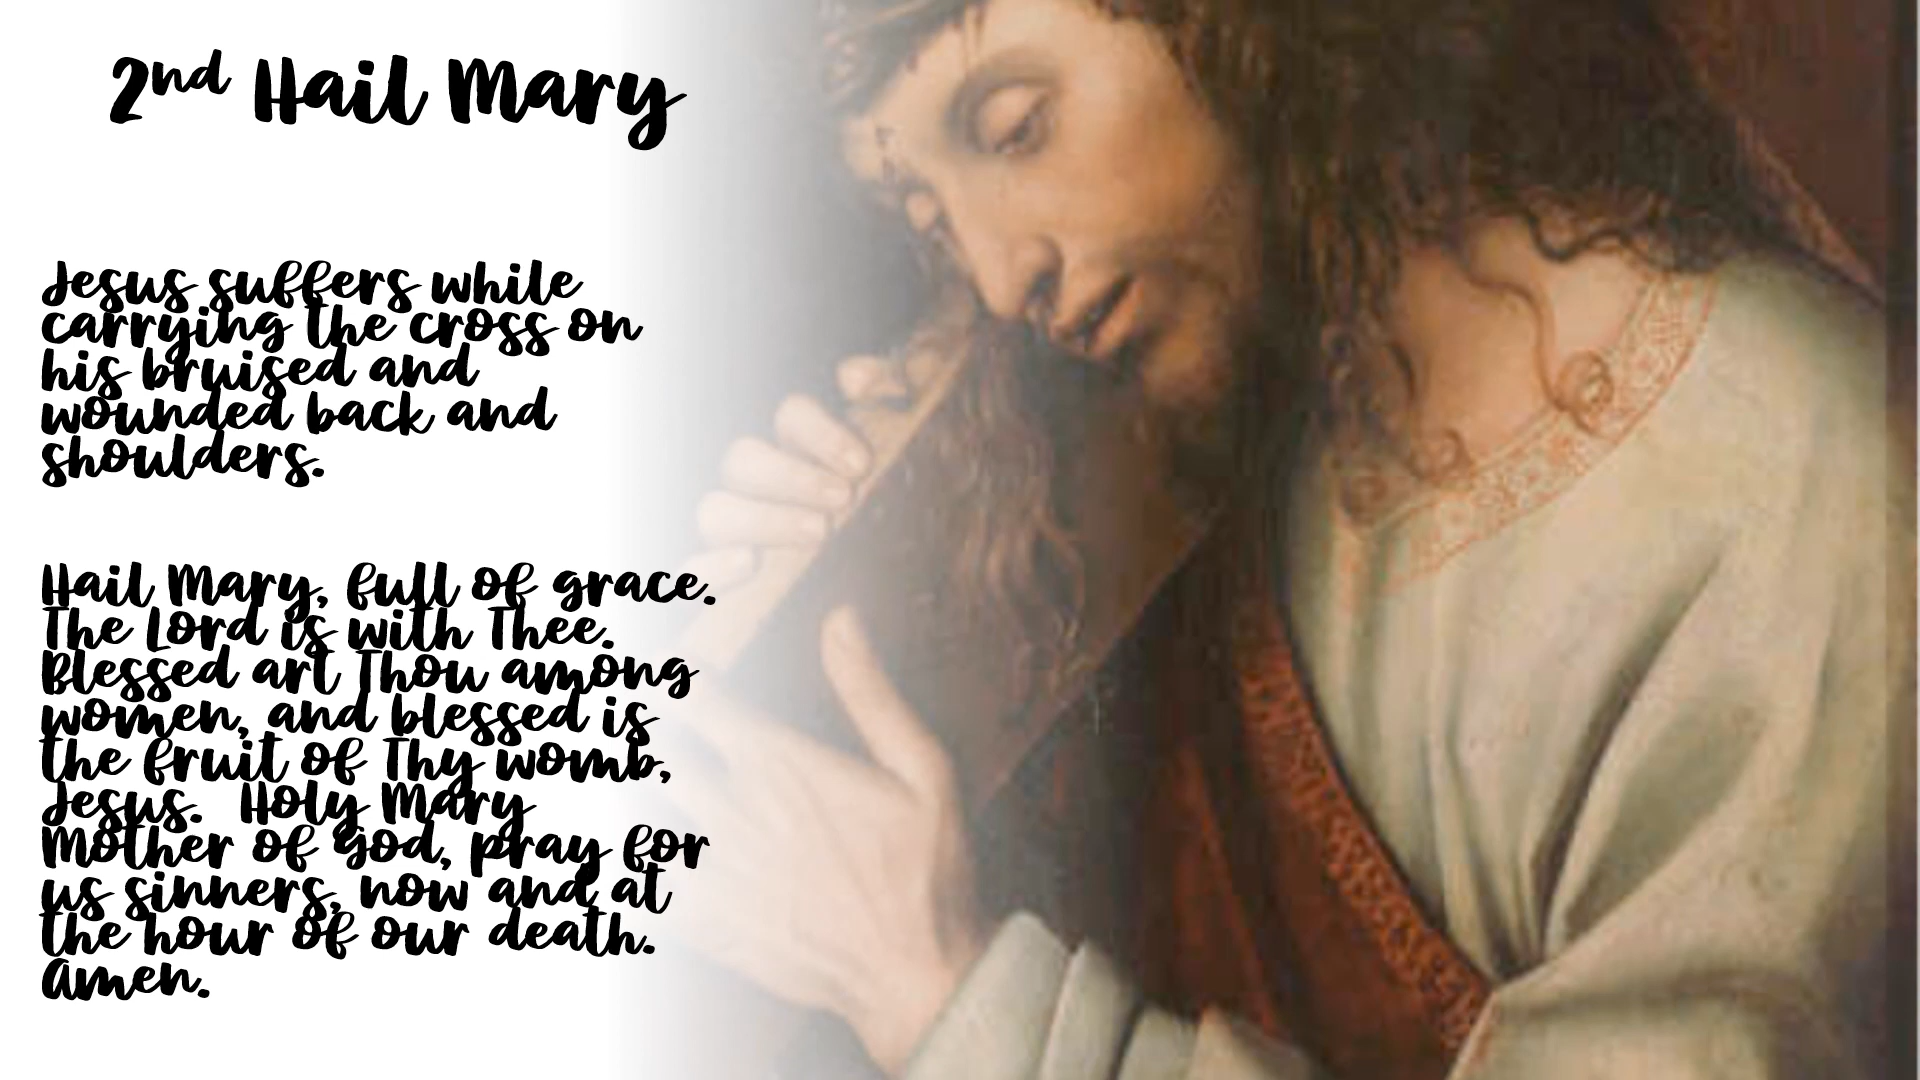 2nd Hail Mary
Jesus suffers while
carrying the cross on
his bruised and
wounded back and
shoulders.
Hail Mary, full of grace.
The Lord is with Thee.
Blessed art Thou among
women, and blessed is
the fruit of Thy womb,
Jesus. Holy Mary
Mother of God, pray for
us sinners, now and at
the hour of our death.
Amen.